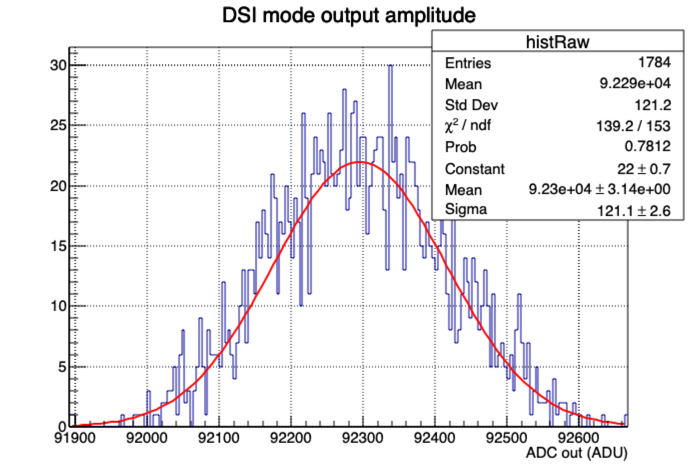 DSI mode output amplitude
histRaw
Entries 1784
Mean 9.229e+04
Std Dev 121.2
χ² / ndf 139.2 / 153
Prob 0.7812
Constant 22 ± 0.7
Mean 9.23e+04 ± 3.14e+00
Sigma 121.1 ± 2.6
30
25
20
15
10
5
0
91900 92000 92100 92200 92300 92400 92500 92600
ADC out (ADU)